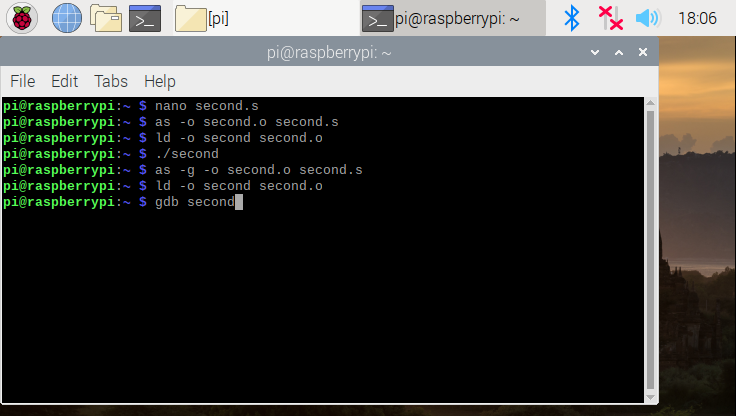 [pi]
pi@raspberrypi: ~
18:06
pi@raspberrypi: ~
File Edit Tabs Help
pi@raspberrypi:~ $ nano second.s
pi@raspberrypi:~ $ as -o second.o second.s
pi@raspberrypi:~ $ ld -o second second.o
pi@raspberrypi:~ $ ./second
pi@raspberrypi:~ $ as -g -o second.o second.s
pi@raspberrypi:~ $ ld -o second second.o
pi@raspberrypi:~ $ gdb second